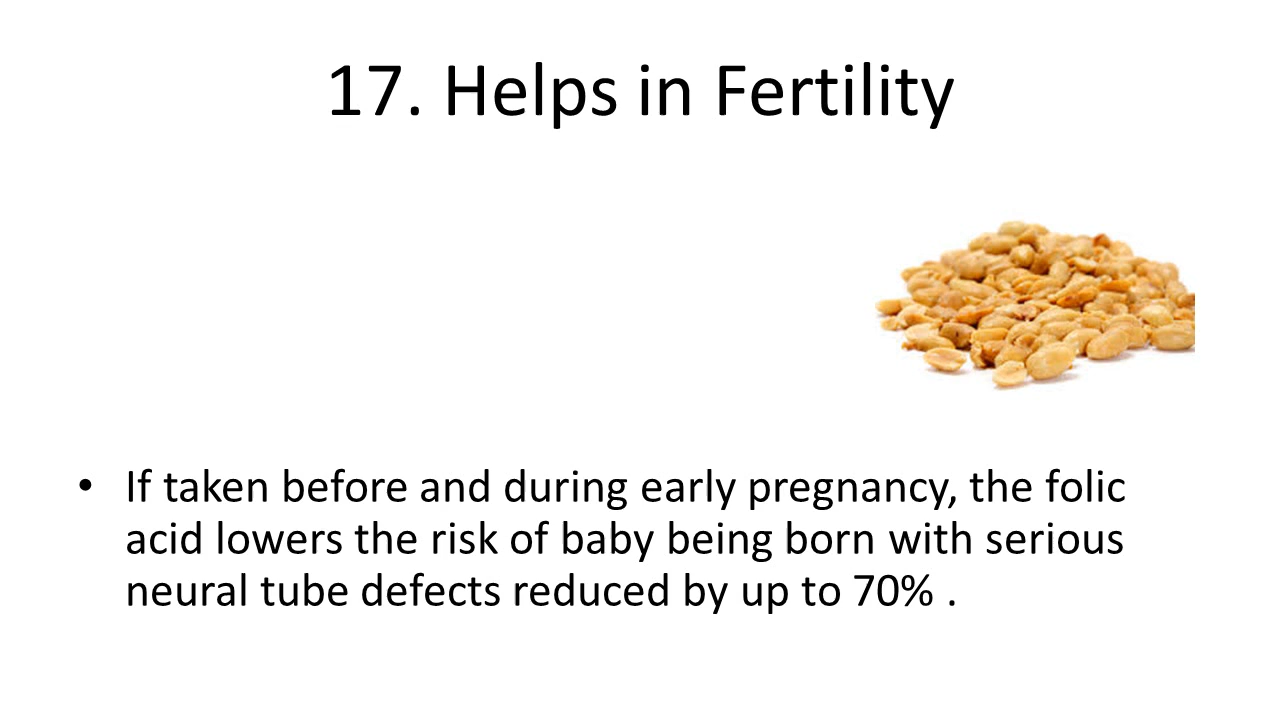 17. Helps in Fertility
• If taken before and during early pregnancy, the folic
acid lowers the risk of baby being born with serious
neural tube defects reduced by up to 70% .